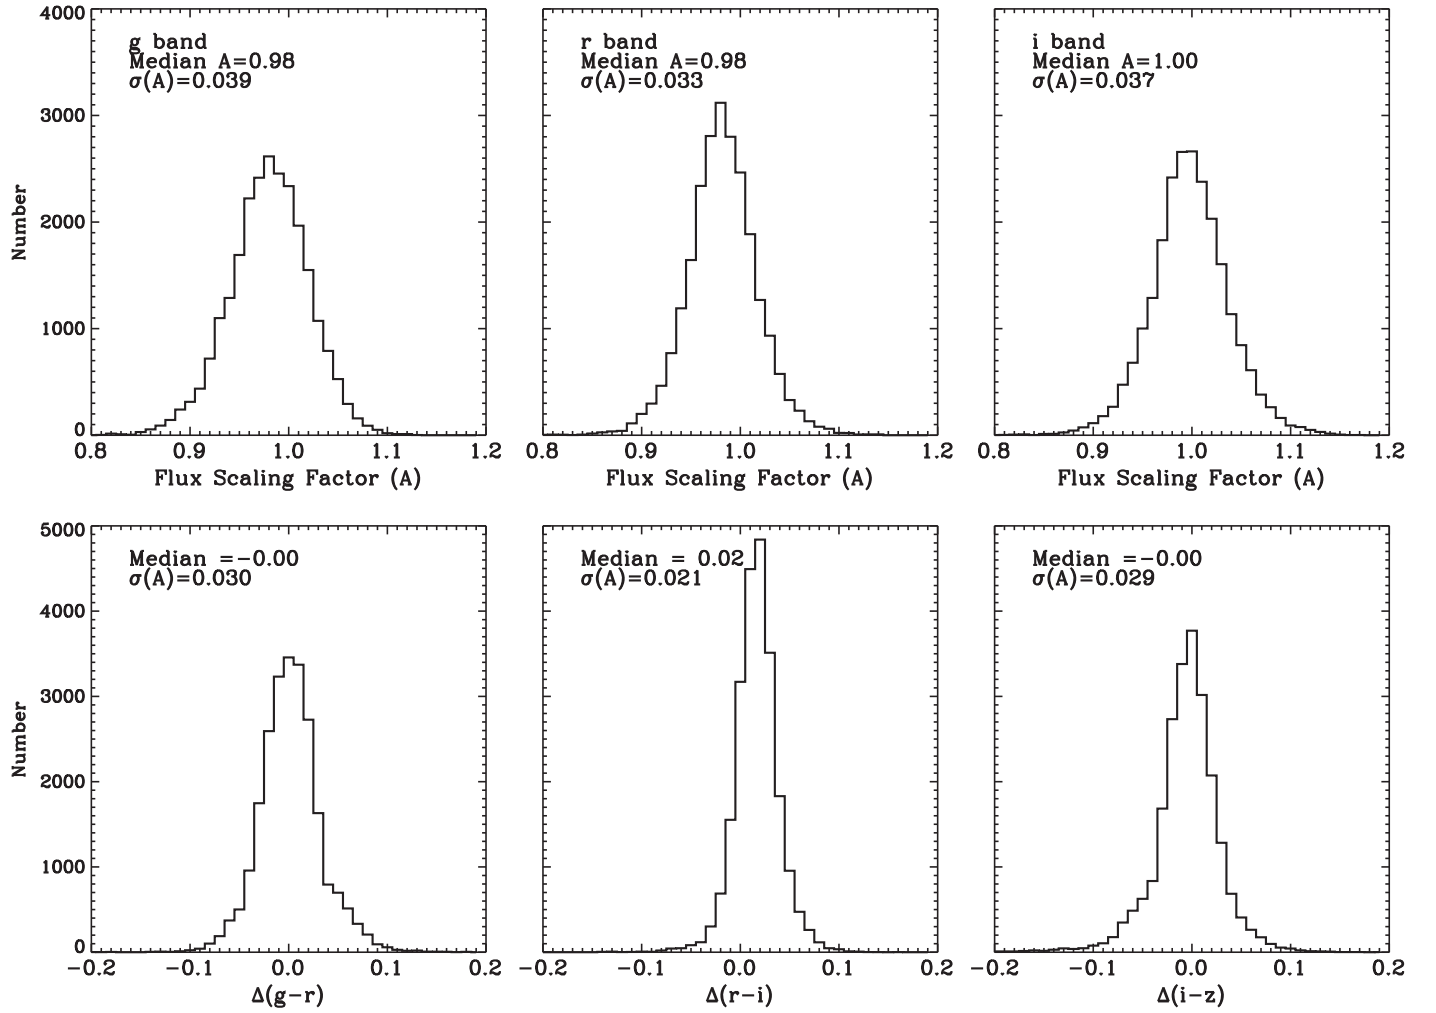 4000
3000
2000
1000
0
Number
g band
Median A=0.98
σ(A)=0.039
0.8 0.9 1.0 1.1 1.2
Flux Scaling Factor (A)
r band
Median A=0.98
σ(A)=0.033
0.8 0.9 1.0 1.1 1.2
Flux Scaling Factor (A)
i band
Median A=1.00
σ(A)=0.037
0.8 0.9 1.0 1.1 1.2
Flux Scaling Factor (A)
5000
4000
3000
2000
1000
0
Number
Median =−0.00
σ(A)=0.030
−0.2 −0.1 0.0 0.1 0.2
Δ(g−r)
Median = 0.02
σ(A)=0.021
−0.2 −0.1 0.0 0.1 0.2
Δ(r−i)
Median =−0.00
σ(A)=0.029
−0.2 −0.1 0.0 0.1 0.2
Δ(i−z)